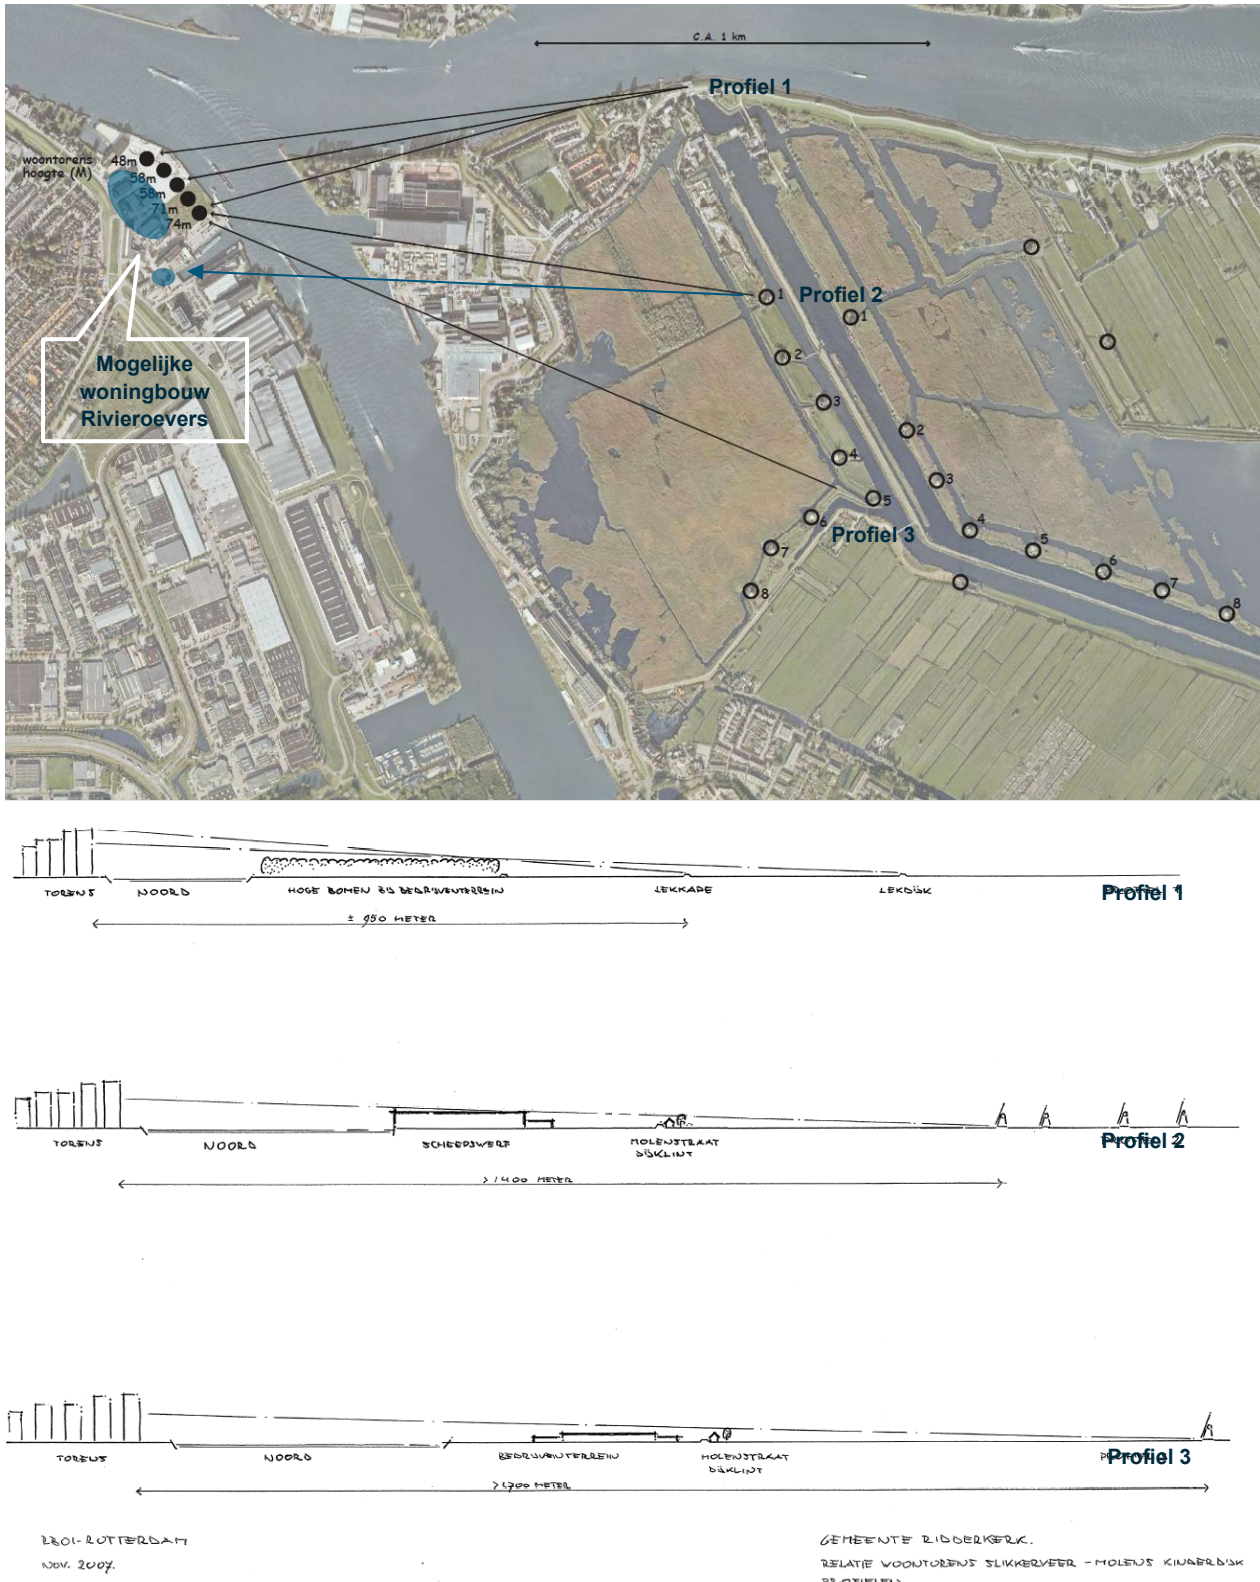 C.A. 1 km
Profiel 1
woontorens
hoogte (M)
48m
58m
58m
71m
74m
Mogelijke
woningbouw
Rivieroevers
1
Profiel 2
1
2
3
2
4
3
5
6
Profiel 3
4
7
5
6
8
7
8
TORENS
NOORD
HOGE BOMEN BIJ BEDRIJVENTERREIN
LEKKADE
LEKDIJK
Profiel 1
± 950 METER
TORENS
NOORD
SCHEEPSWERF
MOLENSTRAAT
DIJKLINT
Profiel 2
> 1400 METER
TORENS
NOORD
BEDRIJVENTERREIN
MOLENSTRAAT
DIJKLINT
Profiel 3
> 1700 METER
RBOI-ROTTERDAM
NOV. 2007.
GEMEENTE RIDDERKERK.
RELATIE WOONTORENS SLIKKERVEER - MOLENS KINDERDIJK
PROFIELEN